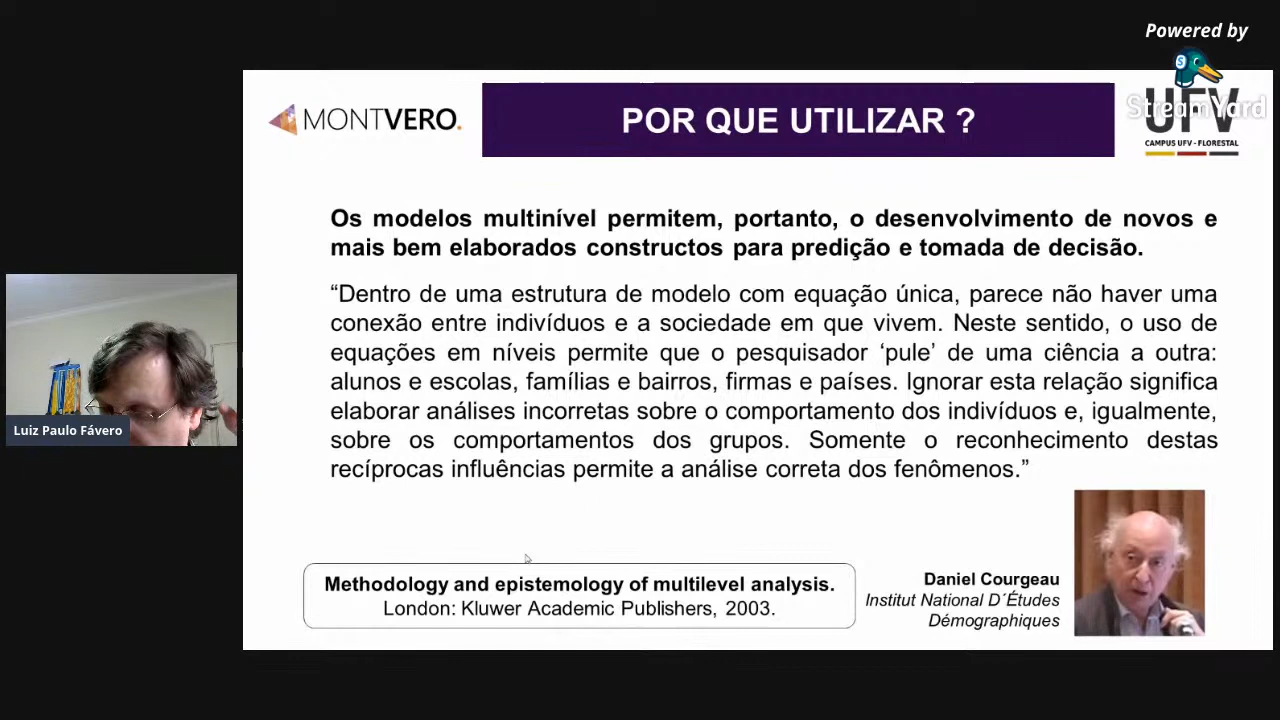 Powered by
StreamYard
MONTVERO.
POR QUE UTILIZAR ?
UFV
CAMPUS UFV - FLORESTAL
Os modelos multinível permitem, portanto, o desenvolvimento de novos e
mais bem elaborados constructos para predição e tomada de decisão.
“Dentro de uma estrutura de modelo com equação única, parece não haver uma
conexão entre indivíduos e a sociedade em que vivem. Neste sentido, o uso de
equações em níveis permite que o pesquisador ‘pule’ de uma ciência a outra:
alunos e escolas, famílias e bairros, firmas e países. Ignorar esta relação significa
elaborar análises incorretas sobre o comportamento dos indivíduos e, igualmente,
sobre os comportamentos dos grupos. Somente o reconhecimento destas
recíprocas influências permite a análise correta dos fenômenos.”
Luiz Paulo Fávero
Methodology and epistemology of multilevel analysis.
London: Kluwer Academic Publishers, 2003.
Daniel Courgeau
Institut National D´Études
Démographiques